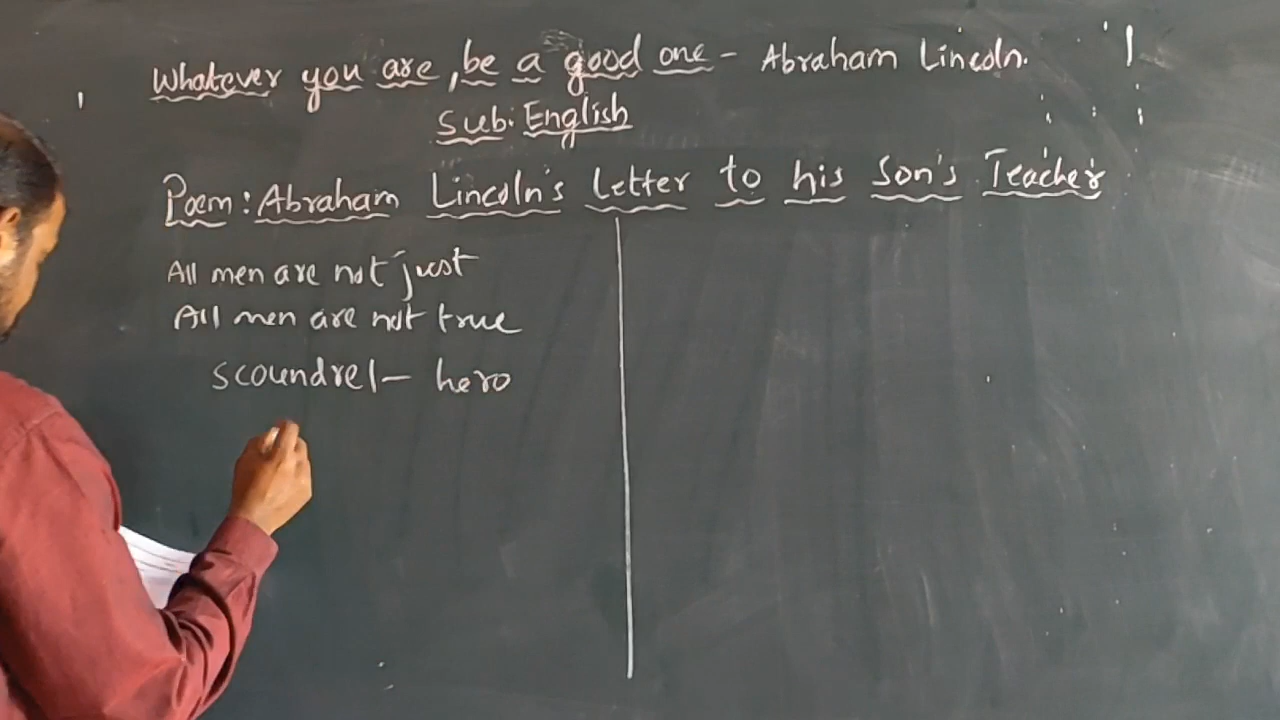 Whatever you are, be a good one - Abraham Lincoln.
Sub: English
Poem: Abraham Lincoln's Letter to his Son's Teacher
All men are not just
All men are not true
scoundrel - hero